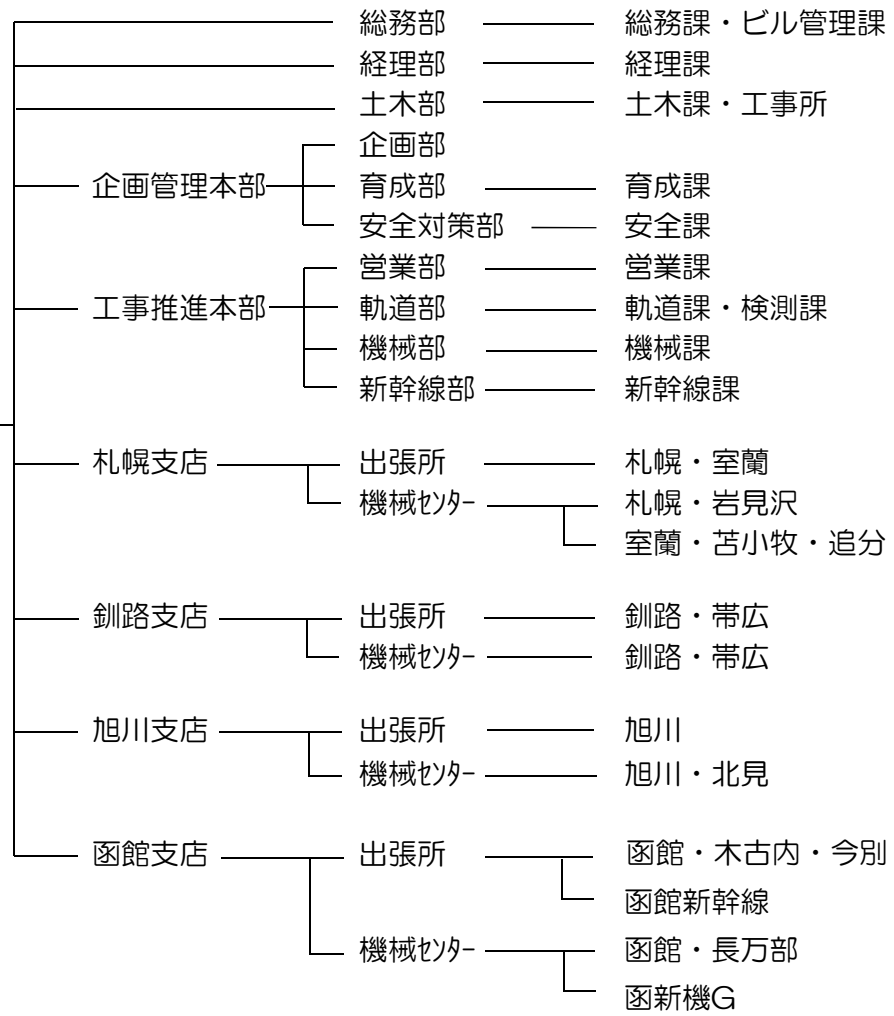 総務部 総務課・ビル管理課
経理部 経理課
土木部 土木課・工事所
企画部
企画管理本部 育成部 育成課
安全対策部 安全課
営業部 営業課
工事推進本部 軌道部 軌道課・検測課
機械部 機械課
新幹線部 新幹線課
札幌支店 出張所 札幌・室蘭
機械ｾﾝﾀｰ 札幌・岩見沢
室蘭・苫小牧・追分
釧路支店 出張所 釧路・帯広
機械ｾﾝﾀｰ 釧路・帯広
旭川支店 出張所 旭川
機械ｾﾝﾀｰ 旭川・北見
函館支店 出張所 函館・木古内・今別
函館新幹線
機械ｾﾝﾀｰ 函館・長万部
函新機G